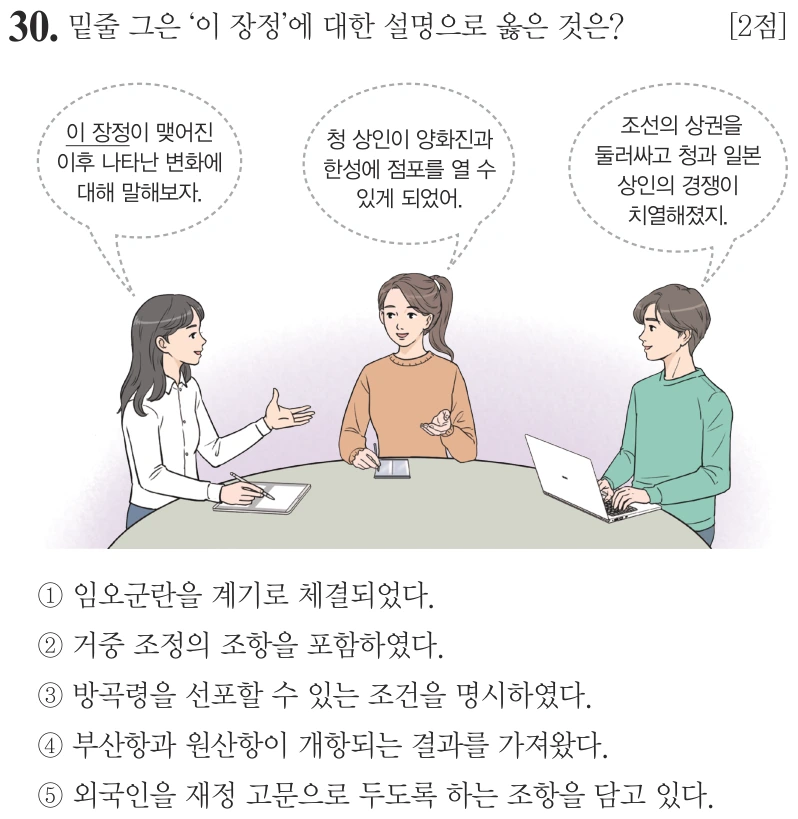 30. 밑줄 그은 ‘이 장정’에 대한 설명으로 옳은 것은? [2점]
이 장정이 맺어진
이후 나타난 변화에
대해 말해보자.
청 상인이 양화진과
한성에 점포를 열 수
있게 되었어.
조선의 상권을
둘러싸고 청과 일본
상인의 경쟁이
치열해졌지.
① 임오군란을 계기로 체결되었다.
② 거중 조정의 조항을 포함하였다.
③ 방곡령을 선포할 수 있는 조건을 명시하였다.
④ 부산항과 원산항이 개항되는 결과를 가져왔다.
⑤ 외국인을 재정 고문으로 두도록 하는 조항을 담고 있다.